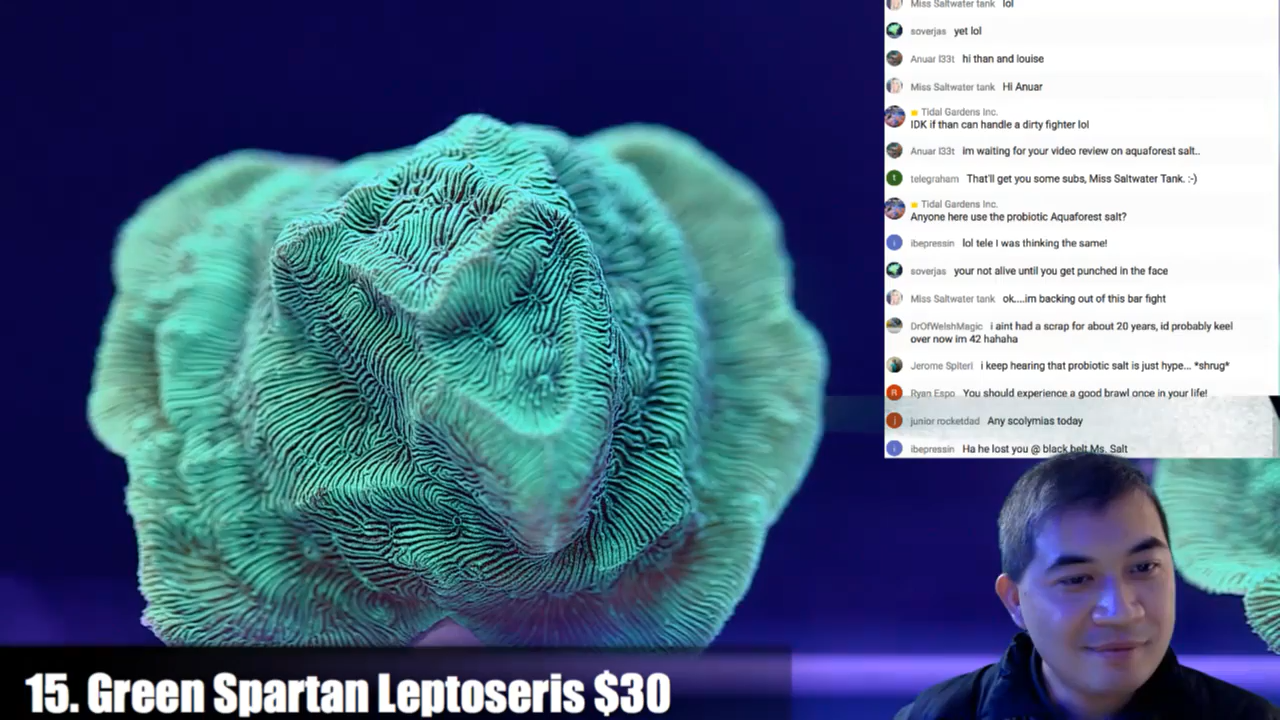 Miss Saltwater tank lol
soverjas yet lol
Anuar l33t hi than and louise
Miss Saltwater tank Hi Anuar
Tidal Gardens Inc.
IDK if than can handle a dirty fighter lol
Anuar l33t im waiting for your video review on aquaforest salt..
t telegraham That'll get you some subs, Miss Saltwater Tank. :-)
Tidal Gardens Inc.
Anyone here use the probiotic Aquaforest salt?
i ibepressin lol tele I was thinking the same!
soverjas your not alive until you get punched in the face
Miss Saltwater tank ok....im backing out of this bar fight
DrOfWelshMagic i aint had a scrap for about 20 years, id probably keel
over now im 42 hahaha
Jerome Spiteri i keep hearing that probiotic salt is just hype... *shrug*
R Ryan Espo You should experience a good brawl once in your life!
j junior rocketdad Any scolymias today
i ibepressin Ha he lost you @ black belt Ms. Salt
15. Green Spartan Leptoseris $30